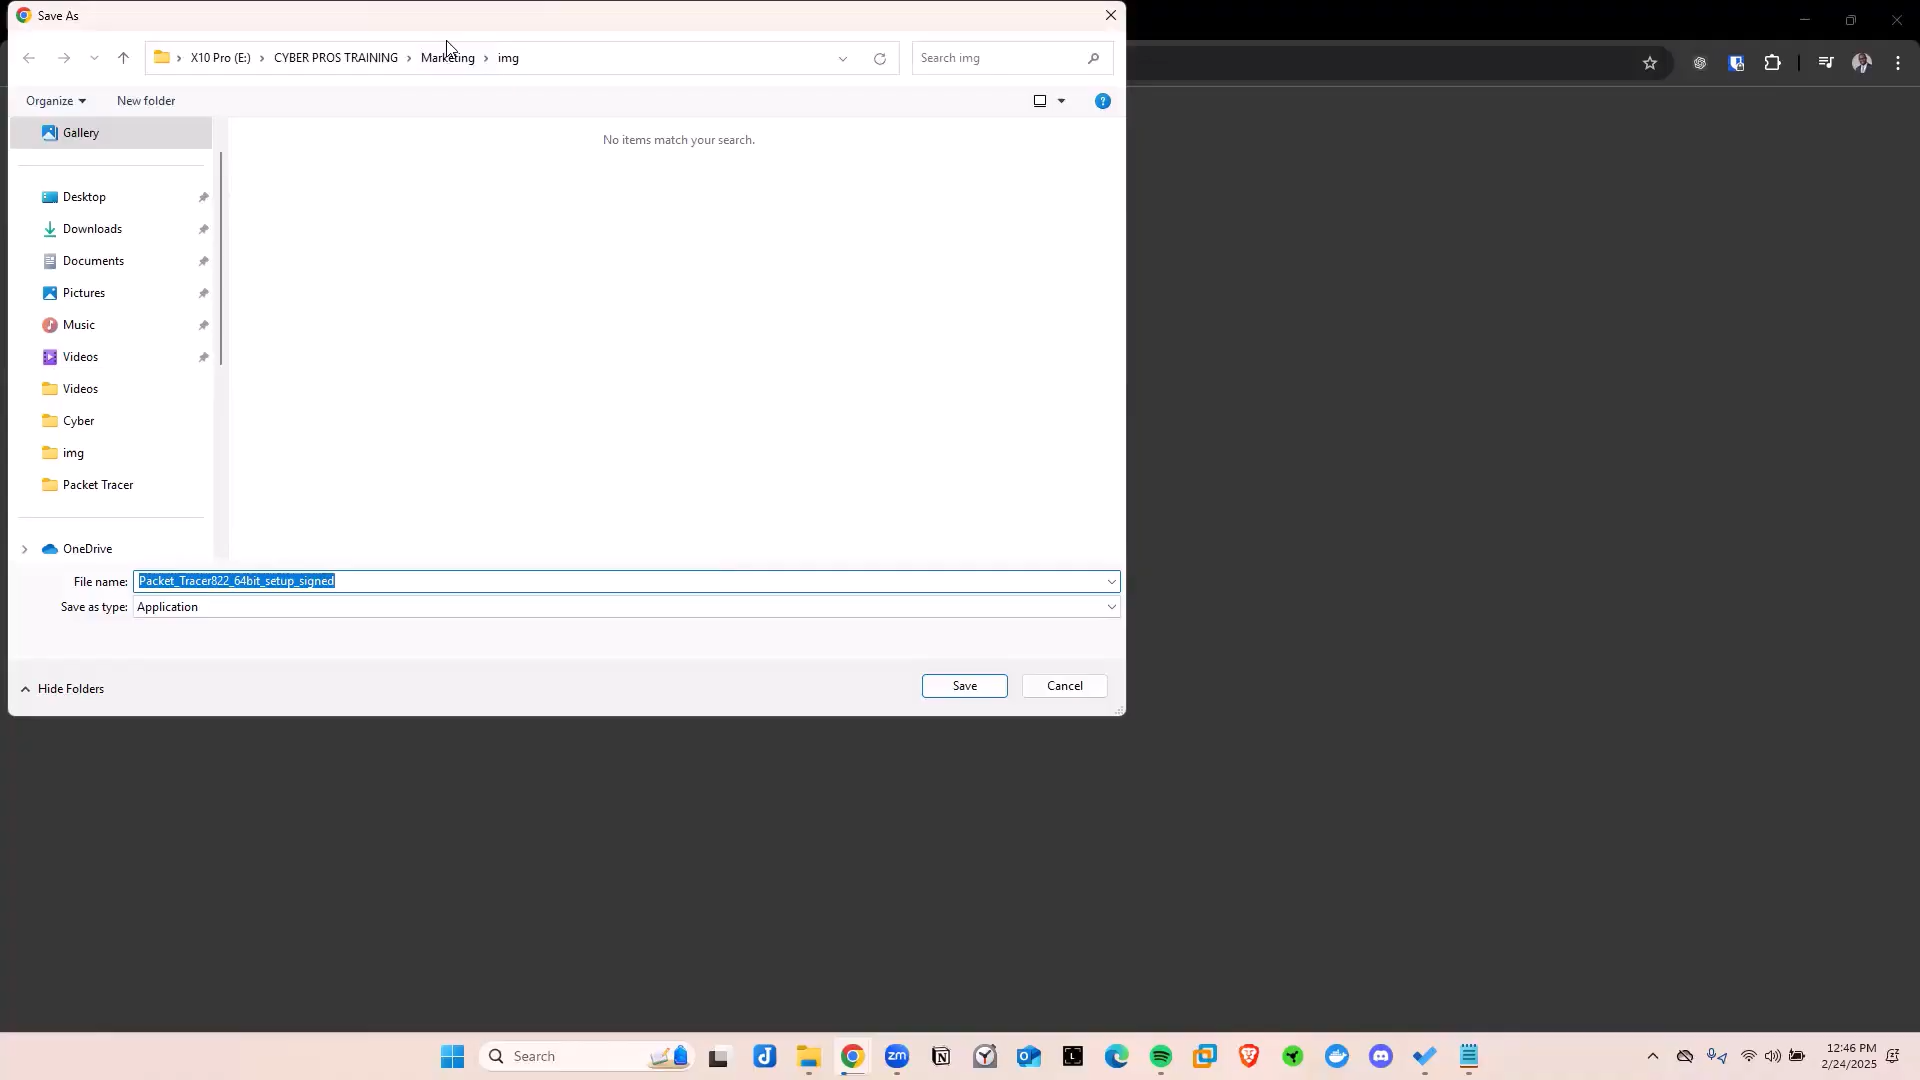 Save As
X10 Pro (E:) › CYBER PROS TRAINING › Marketing › img
Search img
Organize
New folder
No items match your search.
Gallery
Desktop
Downloads
Documents
Pictures
Music
Videos
Videos
Cyber
img
Packet Tracer
OneDrive
File name: Packet_Tracer822_64bit_setup_signed
Save as type: Application
Hide Folders
Save
Cancel
Search
zm
12:46 PM
2/24/2025